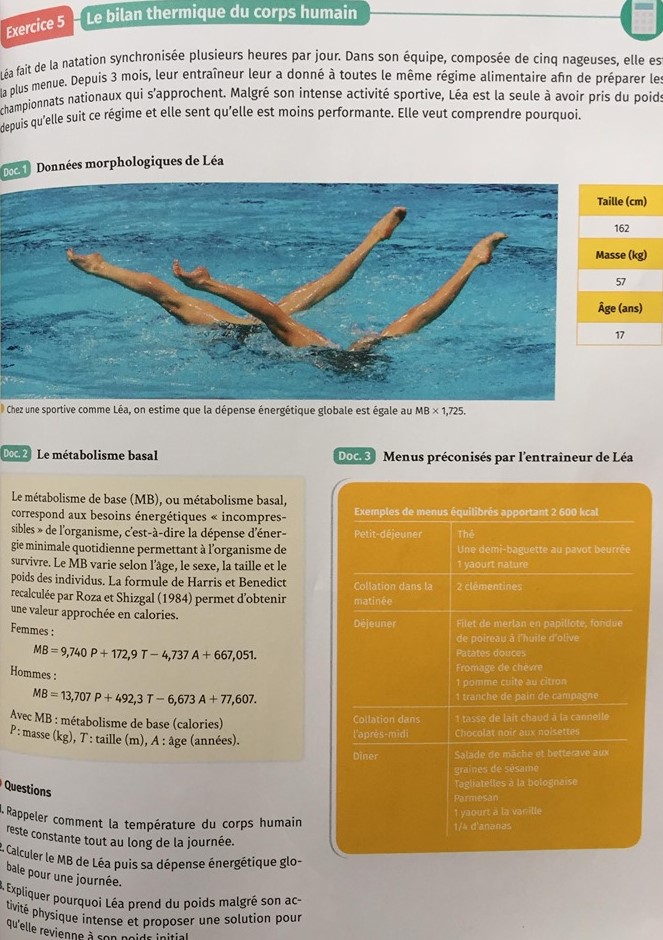 Exercice 5
Le bilan thermique du corps humain
Léa fait de la natation synchronisée plusieurs heures par jour. Dans son équipe, composée de cinq nageuses, elle es
la plus menue. Depuis 3 mois, leur entraîneur leur a donné à toutes le même régime alimentaire afin de préparer les
championnats nationaux qui s'approchent. Malgré son intense activité sportive, Léa est la seule à avoir pris du poids
depuis qu'elle suit ce régime et elle sent qu'elle est moins performante. Elle veut comprendre pourquoi.
Doc. 1 Données morphologiques de Léa
Taille (cm)
162
Masse (kg)
57
Âge (ans)
17
Chez une sportive comme Léa, on estime que la dépense énergétique globale est égale au MB × 1,725.
Doc. 2 Le métabolisme basal
Le métabolisme de base (MB), ou métabolisme basal,
correspond aux besoins énergétiques « incompres-
sibles » de l'organisme, c'est-à-dire la dépense d'éner-
gie minimale quotidienne permettant à l'organisme de
survivre. Le MB varie selon l'âge, le sexe, la taille et le
poids des individus. La formule de Harris et Benedict
recalculée par Roza et Shizgal (1984) permet d'obtenir
une valeur approchée en calories.
Femmes :
MB = 9,740 P + 172,9 T − 4,737 A + 667,051.
Hommes :
MB = 13,707 P + 492,3 T − 6,673 A + 77,607.
Avec MB : métabolisme de base (calories)
P : masse (kg), T : taille (m), A : âge (années).
Doc. 3 Menus préconisés par l'entraîneur de Léa
Exemples de menus équilibrés apportant 2 600 kcal
Petit-déjeuner
Thé
Une demi-baguette au pavot beurrée
1 yaourt nature
Collation dans la
matinée
2 clémentines
Déjeuner
Filet de merlan en papillote, fondue
de poireau à l'huile d'olive
Patates douces
Fromage de chèvre
1 pomme cuite au citron
1 tranche de pain de campagne
Collation dans
l'après-midi
1 tasse de lait chaud à la cannelle
Chocolat noir aux noisettes
Dîner
Salade de mâche et betterave aux
graines de sésame
Tagliatelles à la bolognaise
Parmesan
1 yaourt à la vanille
1/4 d'ananas
Questions
1. Rappeler comment la température du corps humain
reste constante tout au long de la journée.
2. Calculer le MB de Léa puis sa dépense énergétique glo-
bale pour une journée.
3. Expliquer pourquoi Léa prend du poids malgré son ac-
tivité physique intense et proposer une solution pour
qu'elle revienne à son poids initial